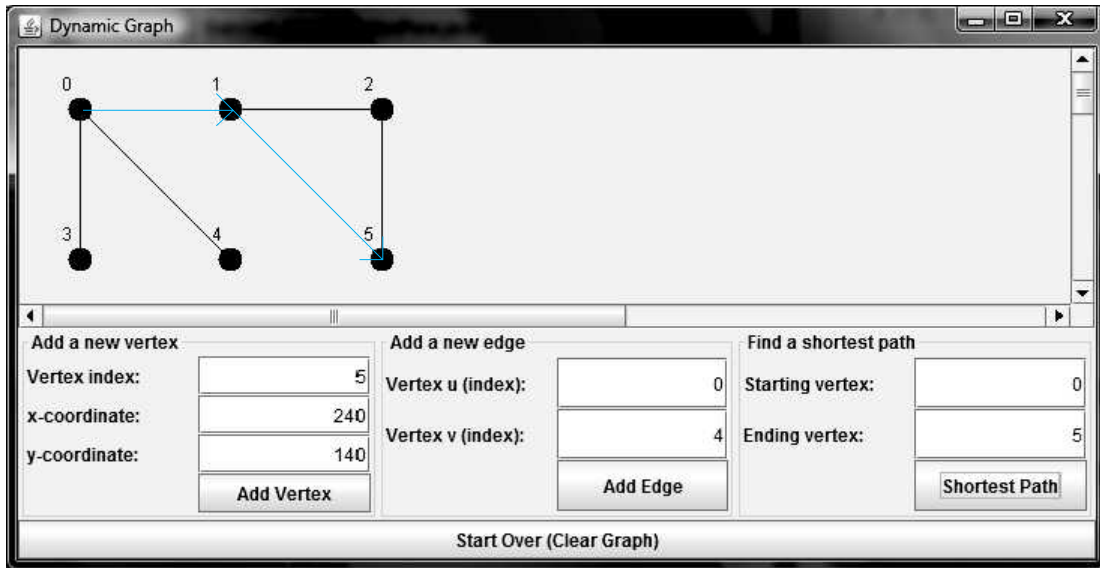 Dynamic Graph
0 1 2
3 4 5
Add a new vertex
Vertex index: 5
x-coordinate: 240
y-coordinate: 140
Add Vertex
Add a new edge
Vertex u (index): 0
Vertex v (index): 4
Add Edge
Find a shortest path
Starting vertex: 0
Ending vertex: 5
Shortest Path
Start Over (Clear Graph)